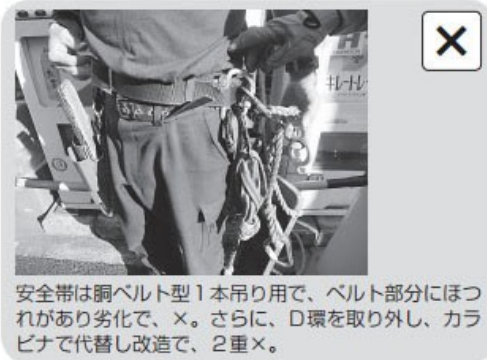 ×
安全帯は胴ベルト型1本吊り用で、ベルト部分にほつ
れがあり劣化で、×。さらに、D環を取り外し、カラ
ビナで代替し改造で、2重×。